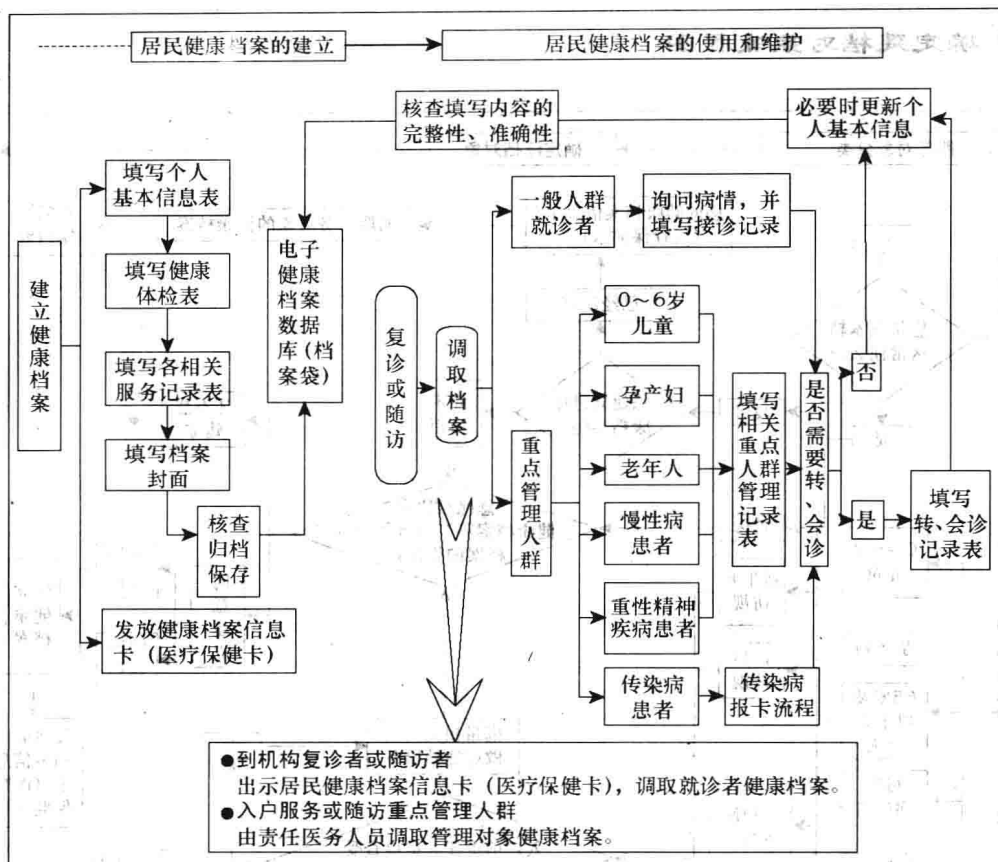 居民健康档案的建立
居民健康档案的使用和维护
核查填写内容的
完整性、准确性
必要时更新个
人基本信息
填写个人
基本信息表
一般人群
就诊者
询问病情，并
填写接诊记录
建立健康档案
填写健康
体检表
电子
健康
档案
数据
库(档
案袋)
复诊或随访
调取档案
0～6岁
儿童
否
填写各相关
服务记录表
孕产妇
填写
相关
重点
人群
管理
记录
表
是否需要转、会诊
填写档案
封面
重点管理人群
老年人
是
填写
转、会诊
记录表
核查
归档
保存
慢性病
患者
重性精神
疾病患者
发放健康档案信息
卡（医疗保健卡）
传染病
患者
传染病
报卡流程
●到机构复诊者或随访者
出示居民健康档案信息卡（医疗保健卡），调取就诊者健康档案。
●入户服务或随访重点管理人群
由责任医务人员调取管理对象健康档案。